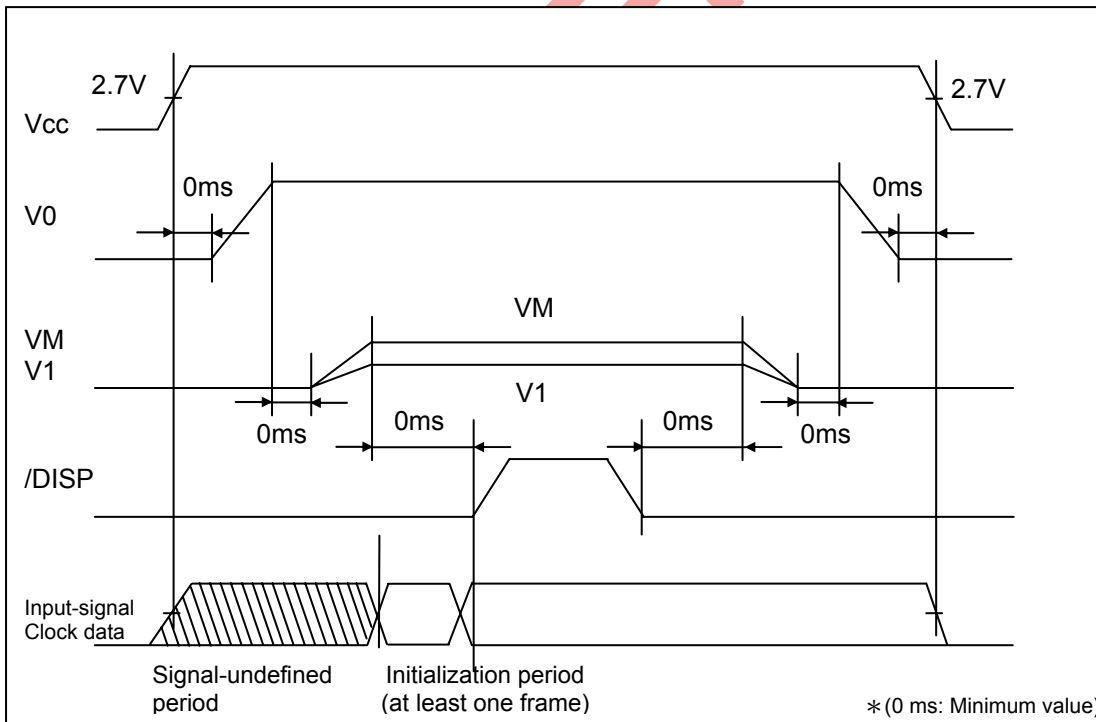 2.7V
2.7V
Vcc
0ms
0ms
V0
VM
VM
V1
V1
0ms
0ms
0ms
0ms
/DISP
Input-signal
Clock data
Signal-undefined
period
Initialization period
(at least one frame)
＊(0 ms: Minimum value)